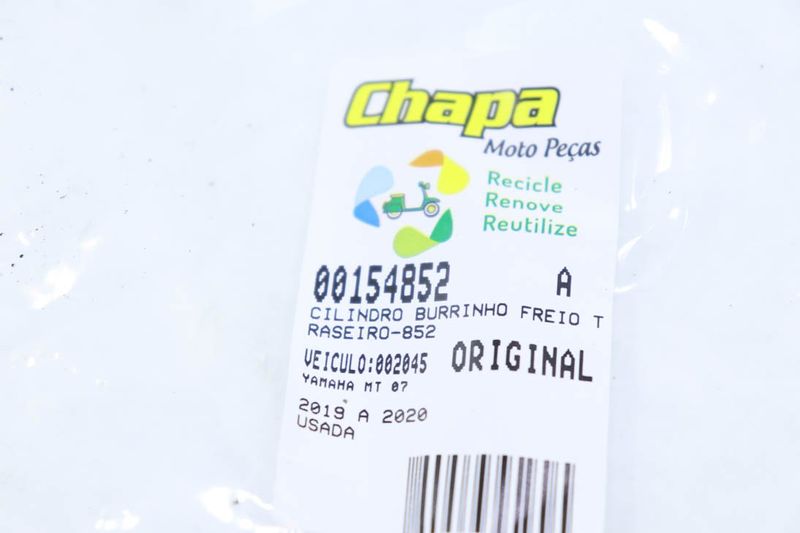 Chapa
Moto Peças
Recicle
Renove
Reutilize
00154852 A
CILINDRO BURRINHO FREIO T
RASEIRO-852
VEICULO:002045 ORIGINAL
YAMAHA MT 07
2019 A 2020
USADA